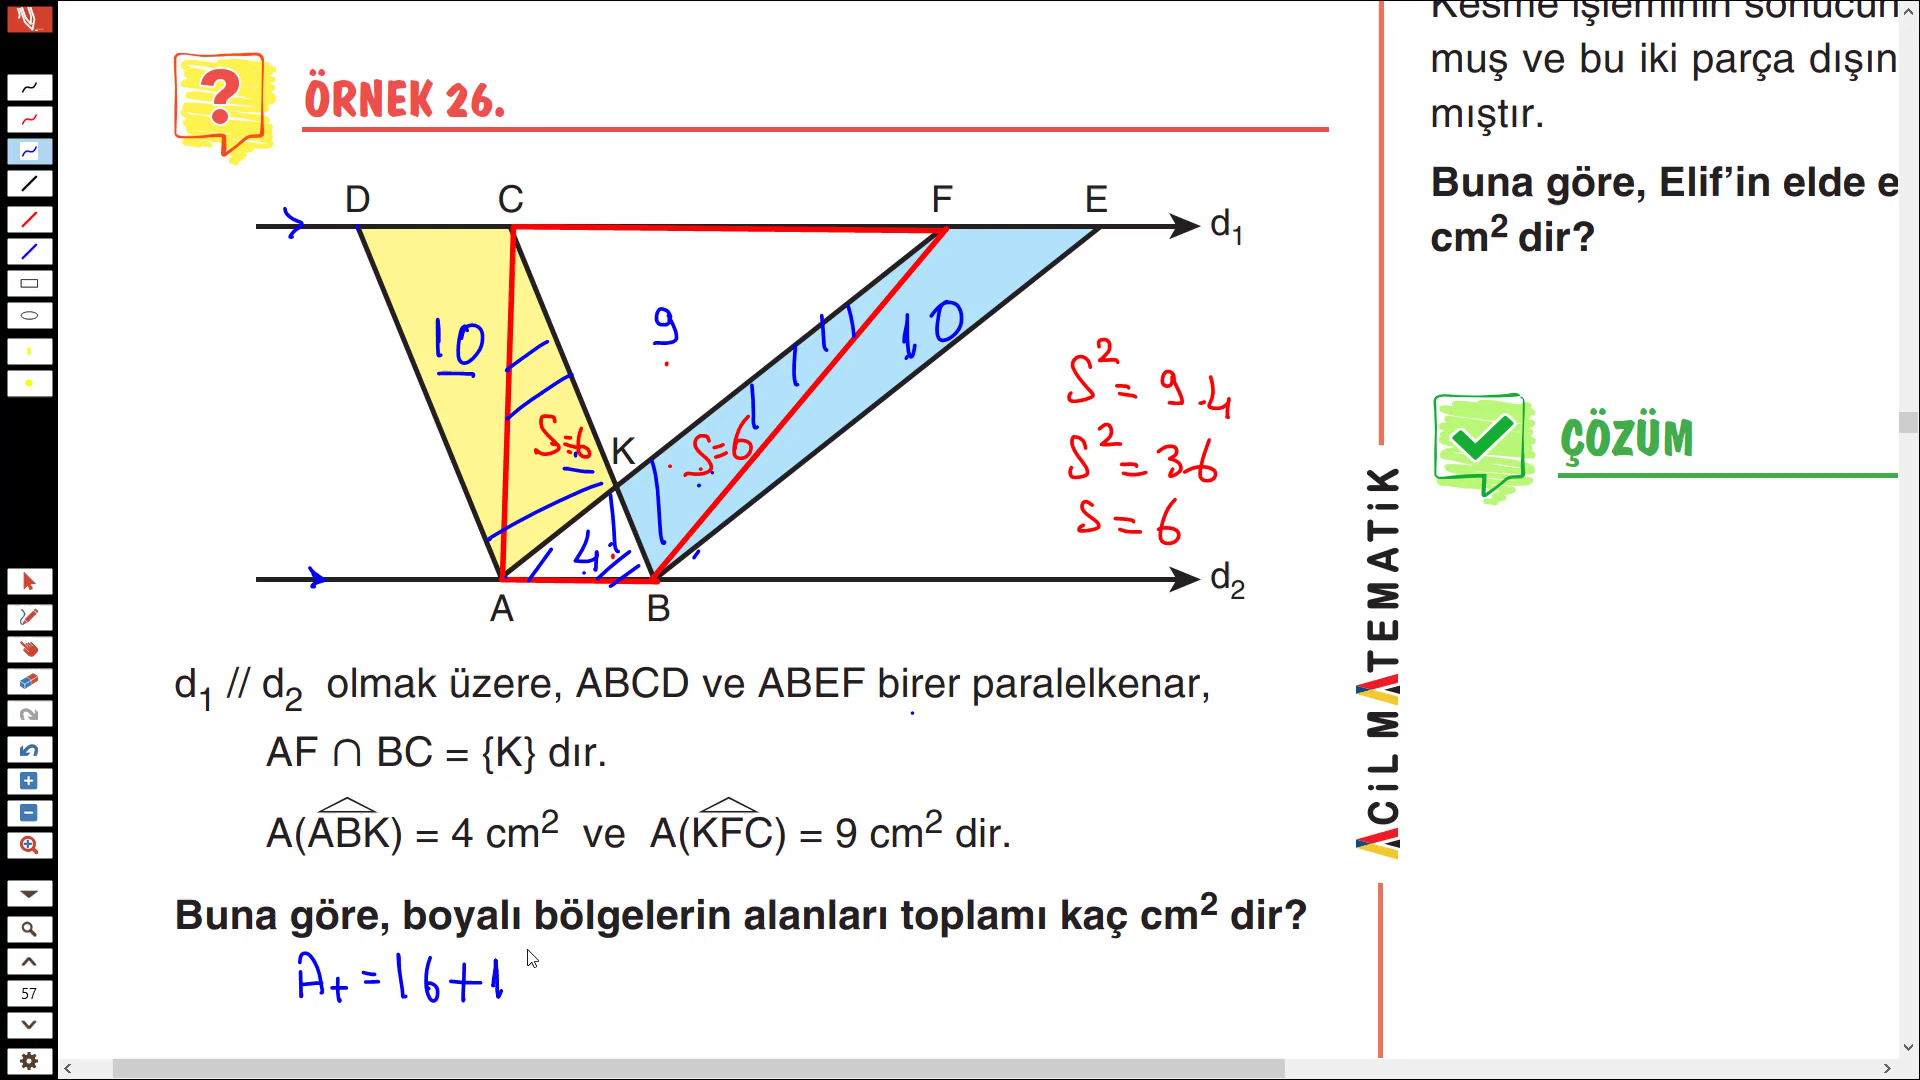 ÖRNEK 26.
D C F E
d1
10
9
10
S=6
K
S=6
4
S² = 9.4
S² = 36
S = 6
d2
A B
d1 // d2 olmak üzere, ABCD ve ABEF birer paralelkenar,
AF ∩ BC = {K} dır.
A(ABK) = 4 cm² ve A(KFC) = 9 cm² dir.
Buna göre, boyalı bölgelerin alanları toplamı kaç cm² dir?
A+ = 16+1
ACİL MATEMATİK
Kesme işleminin sonucun
muş ve bu iki parça dışın
mıştır.
Buna göre, Elif’in elde e
cm² dir?
ÇÖZÜM
57